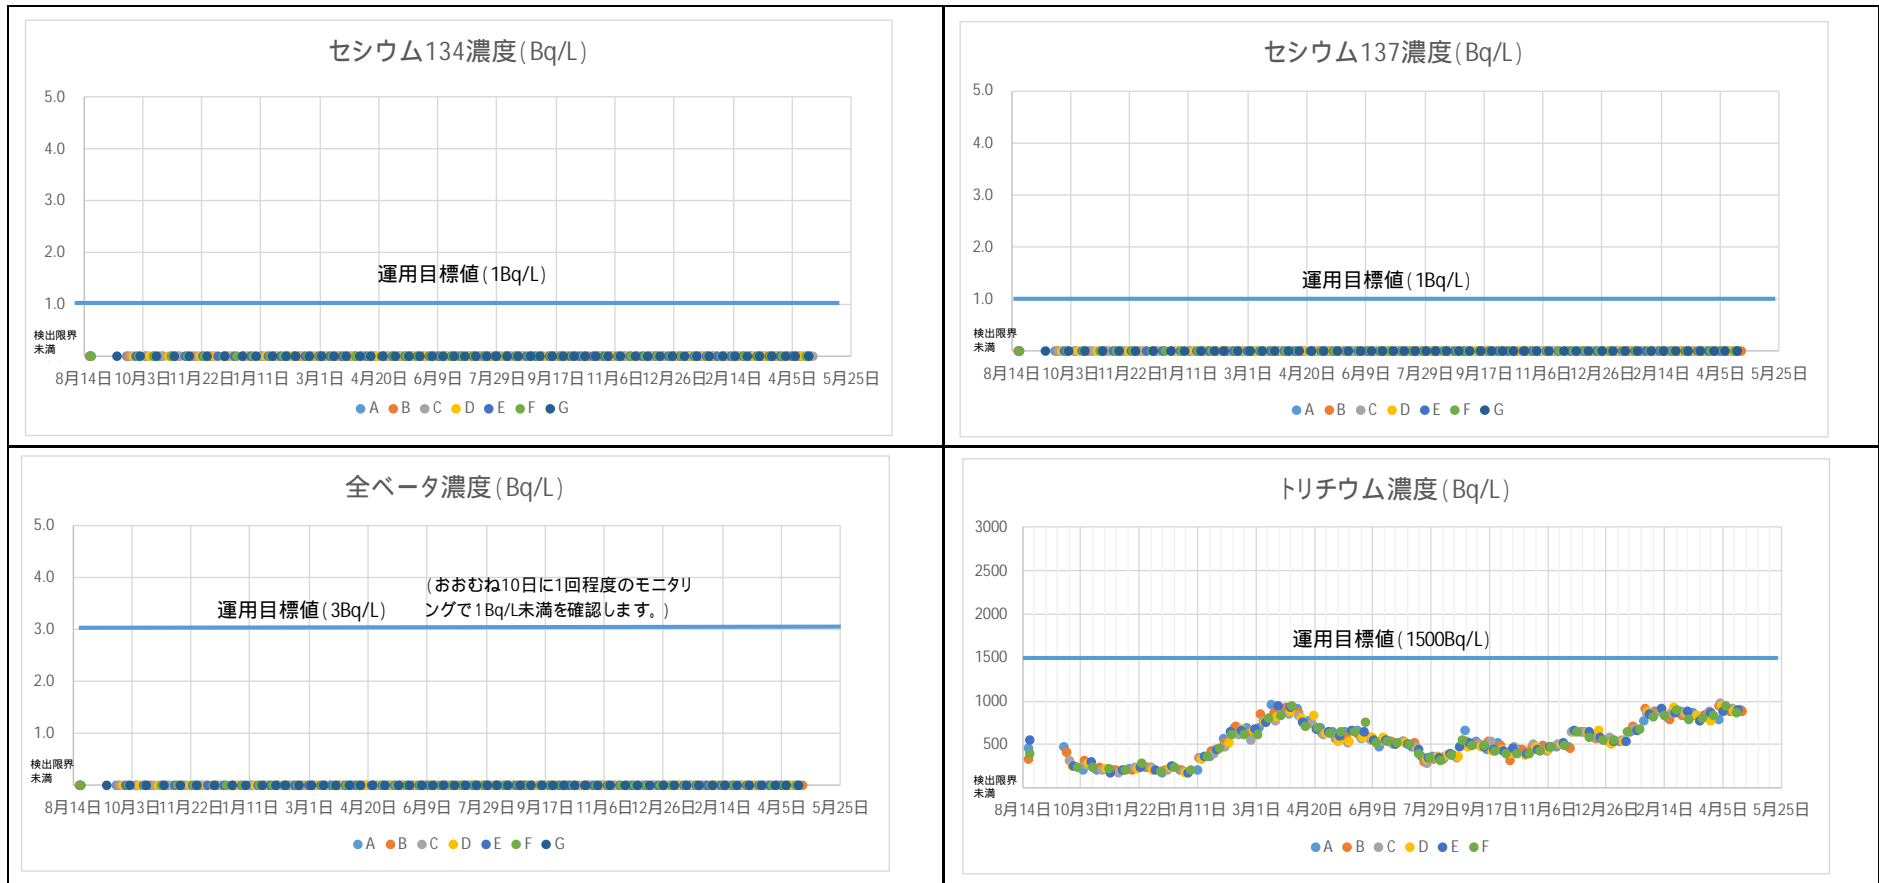 セシウム134濃度(Bq/L)
5.0
4.0
3.0
2.0
運用目標値(1Bq/L)
1.0
検出限界
未満
8月14日 10月3日 11月22日 1月11日 3月1日 4月20日 6月9日 7月29日 9月17日 11月6日 12月26日 2月14日 4月5日 5月25日
A B C D E F G
セシウム137濃度(Bq/L)
5.0
4.0
3.0
2.0
運用目標値(1Bq/L)
1.0
検出限界
未満
8月14日 10月3日 11月22日 1月11日 3月1日 4月20日 6月9日 7月29日 9月17日 11月6日 12月26日 2月14日 4月5日 5月25日
A B C D E F G
全ベータ濃度(Bq/L)
5.0
4.0
(おおむね10日に1回程度のモニタリ
運用目標値(3Bq/L) ングで1Bq/L未満を確認します。)
3.0
2.0
1.0
検出限界
未満
8月14日 10月3日 11月22日 1月11日 3月1日 4月20日 6月9日 7月29日 9月17日 11月6日 12月26日 2月14日 4月5日 5月25日
A B C D E F G
トリチウム濃度(Bq/L)
3000
2500
2000
運用目標値(1500Bq/L)
1500
1000
500
検出限界
未満
8月14日 10月3日 11月22日 1月11日 3月1日 4月20日 6月9日 7月29日 9月17日 11月6日 12月26日 2月14日 4月5日 5月25日
A B C D E F